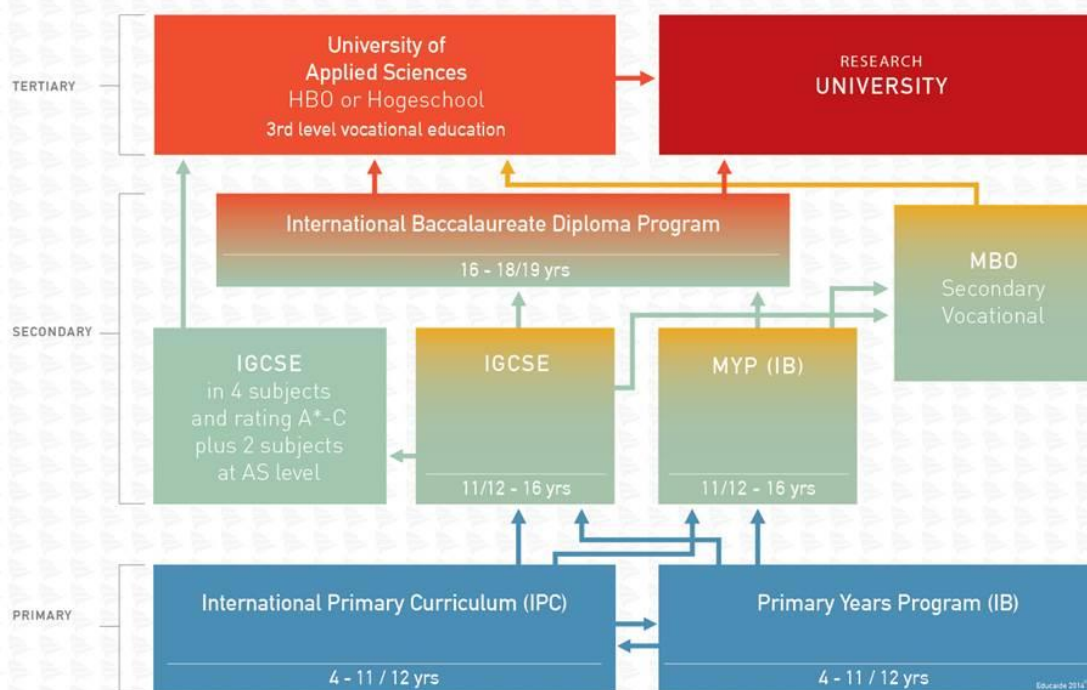 TERTIARY
University of
Applied Sciences
HBO or Hogeschool
3rd level vocational education
RESEARCH
UNIVERSITY
SECONDARY
International Baccalaureate Diploma Program
16 - 18/19 yrs
MBO
Secondary
Vocational
IGCSE
in 4 subjects
and rating A*-C
plus 2 subjects
at AS level
IGCSE
11/12 - 16 yrs
MYP (IB)
11/12 - 16 yrs
PRIMARY
International Primary Curriculum (IPC)
4 - 11 / 12 yrs
Primary Years Program (IB)
4 - 11 / 12 yrs
Educaide 2014